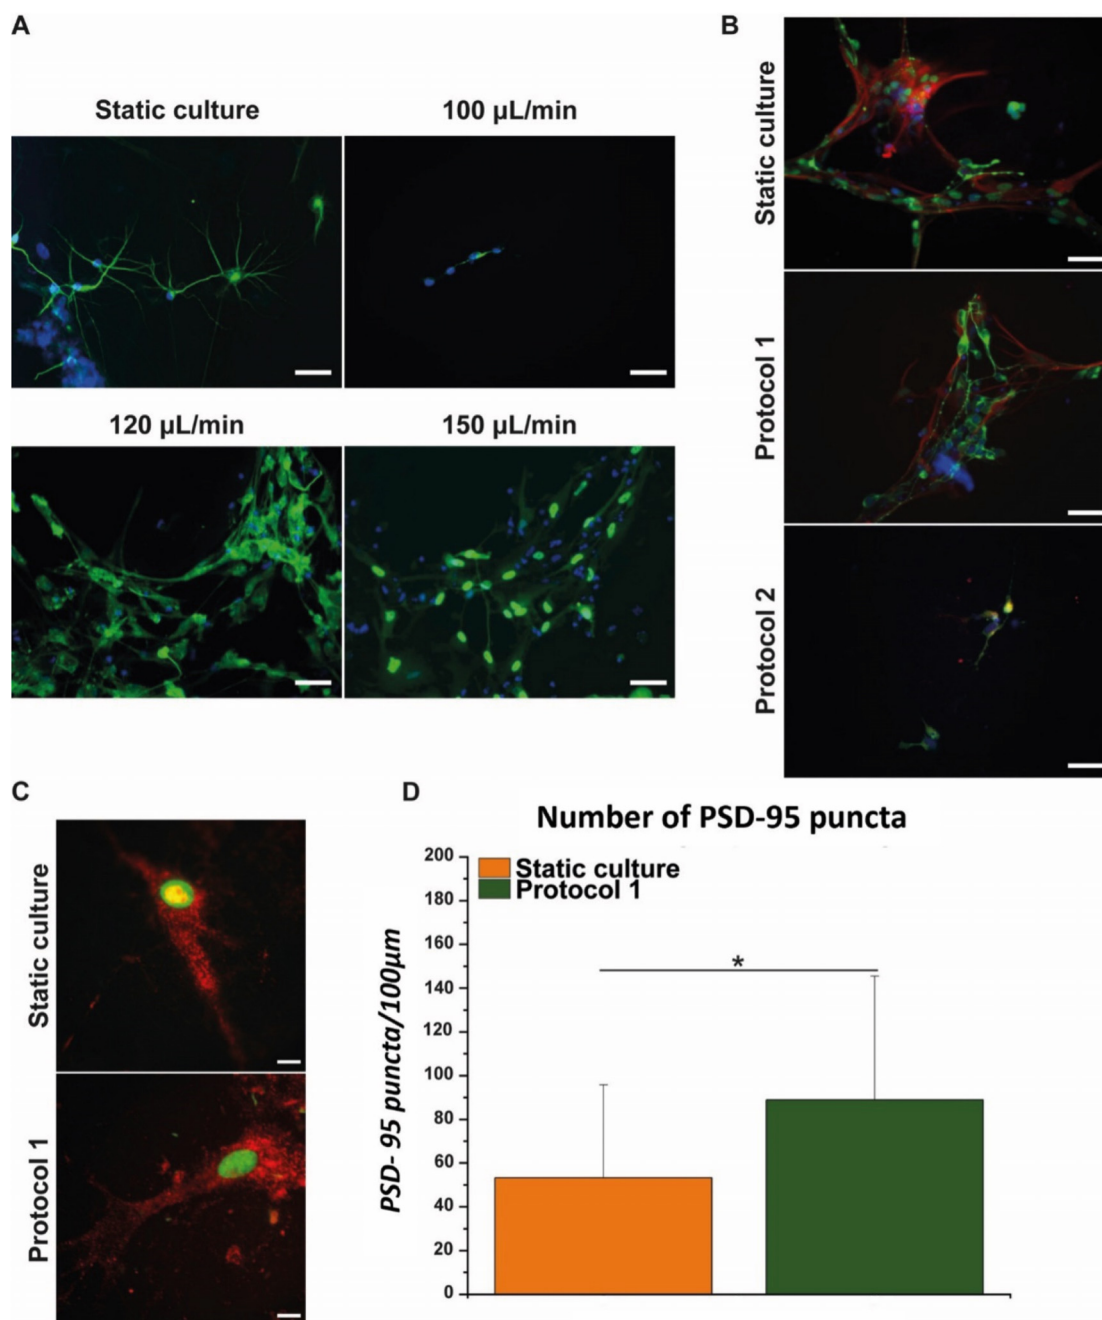 A
Static culture
100 µL/min
120 µL/min
150 µL/min
B
Static culture
Protocol 1
Protocol 2
C
Static culture
Protocol 1
D
Number of PSD-95 puncta
PSD- 95 puncta/100µm
200
180
160
140
120
100
80
60
40
20
0
Static culture
Protocol 1
*